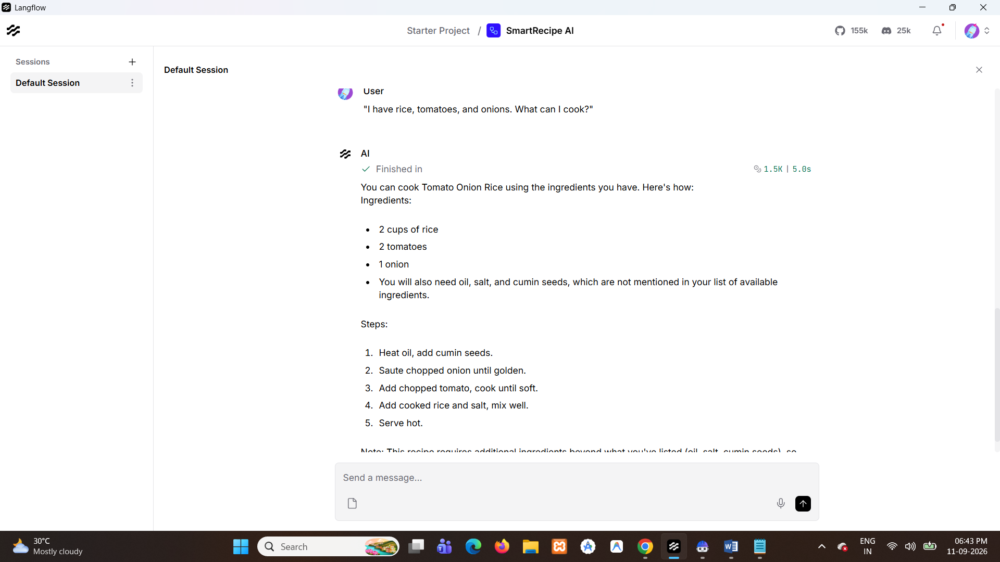 Langflow
Starter Project / SmartRecipe AI
155k
25k
Sessions
Default Session
Default Session
User
"I have rice, tomatoes, and onions. What can I cook?"
AI
Finished in
1.5K | 5.0s
You can cook Tomato Onion Rice using the ingredients you have. Here's how:
Ingredients:
• 2 cups of rice
• 2 tomatoes
• 1 onion
• You will also need oil, salt, and cumin seeds, which are not mentioned in your list of available
ingredients.
Steps:
1. Heat oil, add cumin seeds.
2. Saute chopped onion until golden.
3. Add chopped tomato, cook until soft.
4. Add cooked rice and salt, mix well.
5. Serve hot.
Note: This recipe requires additional ingredients beyond what you've listed (oil, salt, cumin seeds), so
Send a message...
30°C
Mostly cloudy
Search
ENG
IN
06:43 PM
11-09-2026